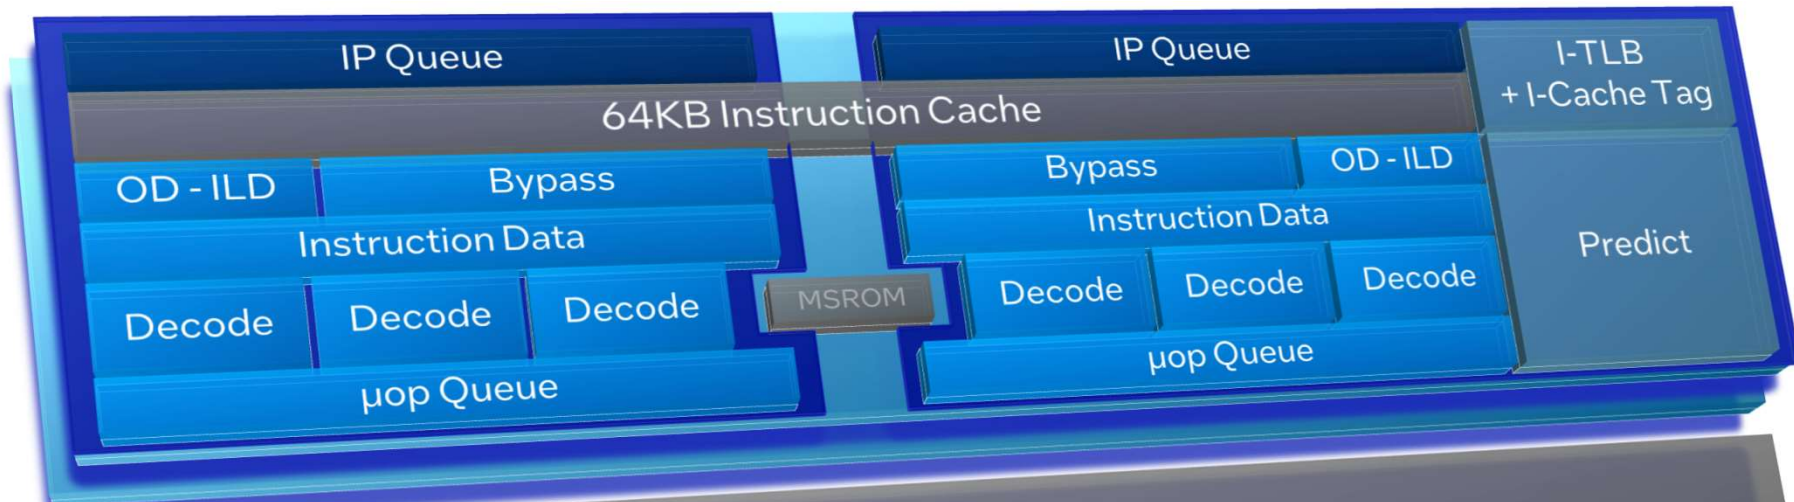 IP Queue
IP Queue
I-TLB
+ I-Cache Tag
64KB Instruction Cache
OD - ILD
Bypass
Bypass
OD - ILD
Instruction Data
Instruction Data
Predict
Decode
Decode
Decode
MSROM
Decode
Decode
Decode
µop Queue
µop Queue